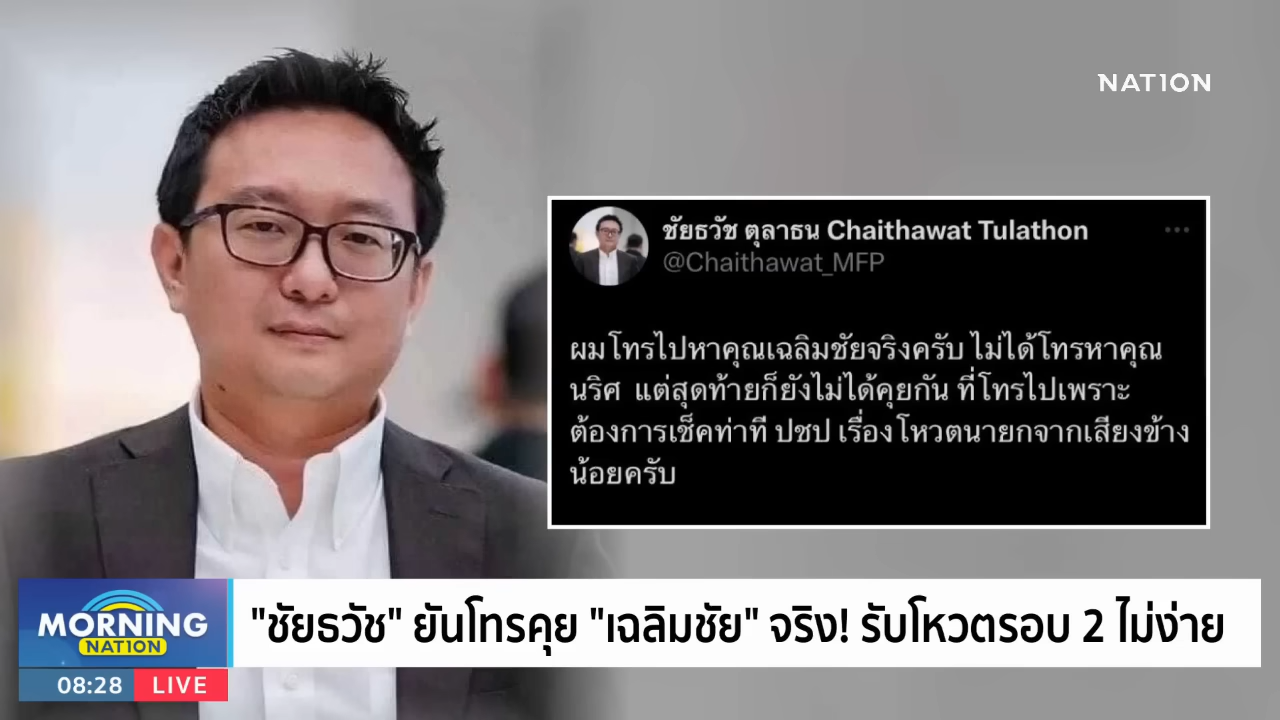 NATION
ชัยธวัช ตุลาธน Chaithawat Tulathon
@Chaithawat_MFP
ผมโทรไปหาคุณเฉลิมชัยจริงครับ ไม่ได้โทรหาคุณ
นริศ แต่สุดท้ายก็ยังไม่ได้คุยกัน ที่โทรไปเพราะ
ต้องการเช็คท่าที ปชป เรื่องโหวตนายกจากเสียงข้าง
น้อยครับ
"ชัยธวัช" ยันโทรคุย "เฉลิมชัย" จริง! รับโหวตรอบ 2 ไม่ง่าย
MORNING
NATION
08:28 LIVE